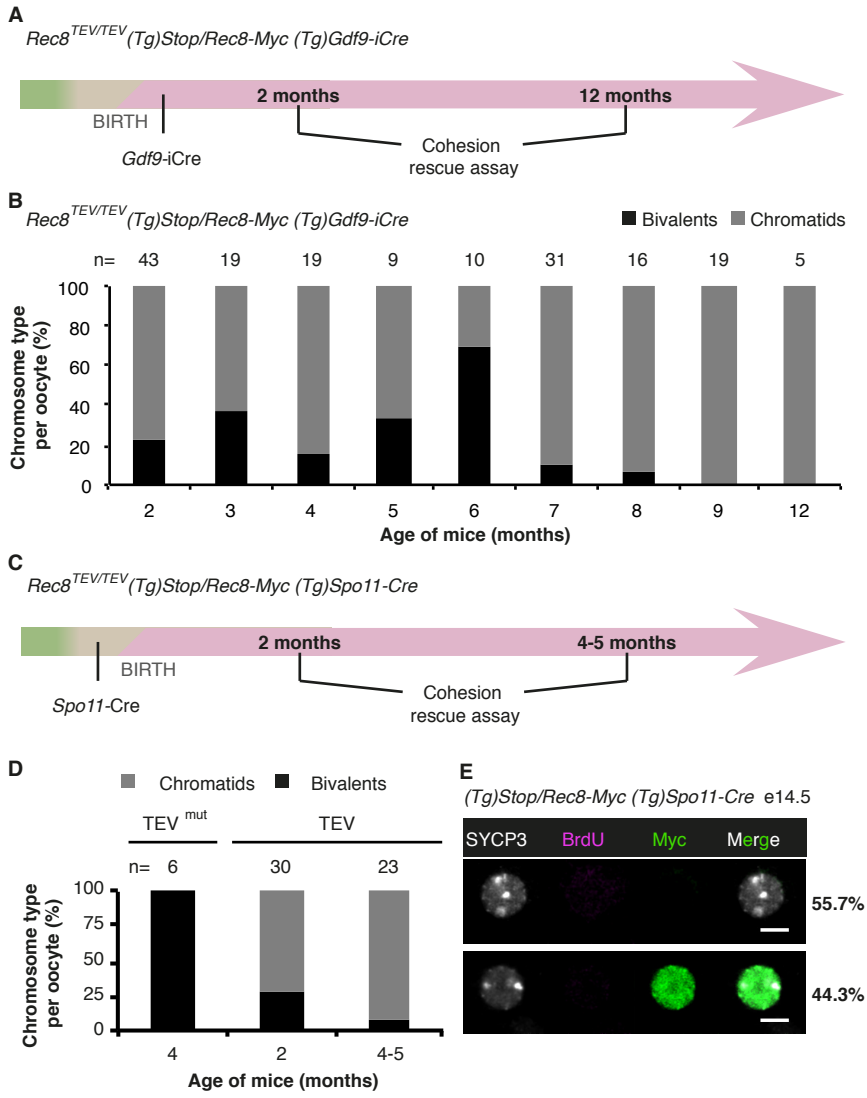 A
Rec8^TEV/TEV (Tg)Stop/Rec8-Myc (Tg)Gdf9-iCre
2 months 12 months
BIRTH
Gdf9-iCre
Cohesion
rescue assay
B
Rec8^TEV/TEV (Tg)Stop/Rec8-Myc (Tg)Gdf9-iCre
Bivalents Chromatids
n= 43 19 19 9 10 31 16 19 5
Chromosome type
per oocyte (%)
100
80
60
40
20
0
2 3 4 5 6 7 8 9 12
Age of mice (months)
C
Rec8^TEV/TEV (Tg)Stop/Rec8-Myc (Tg)Spo11-Cre
2 months 4-5 months
BIRTH
Spo11-Cre
Cohesion
rescue assay
D
Chromatids Bivalents
TEV^mut TEV
n= 6 30 23
Chromosome type
per oocyte (%)
100
75
50
25
0
4 2 4-5
Age of mice (months)
E
(Tg)Stop/Rec8-Myc (Tg)Spo11-Cre e14.5
SYCP3 BrdU Myc Merge
55.7%
44.3%